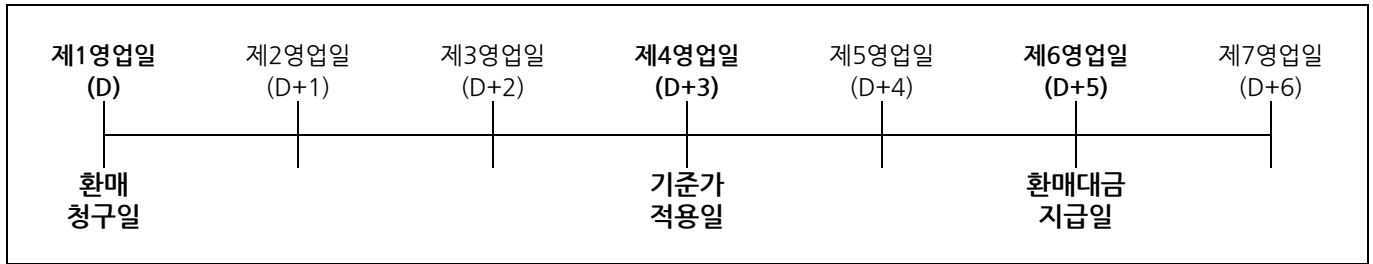 제1영업일 제2영업일 제3영업일 제4영업일 제5영업일 제6영업일 제7영업일
(D) (D+1) (D+2) (D+3) (D+4) (D+5) (D+6)
환매 기준가 환매대금
청구일 적용일 지급일